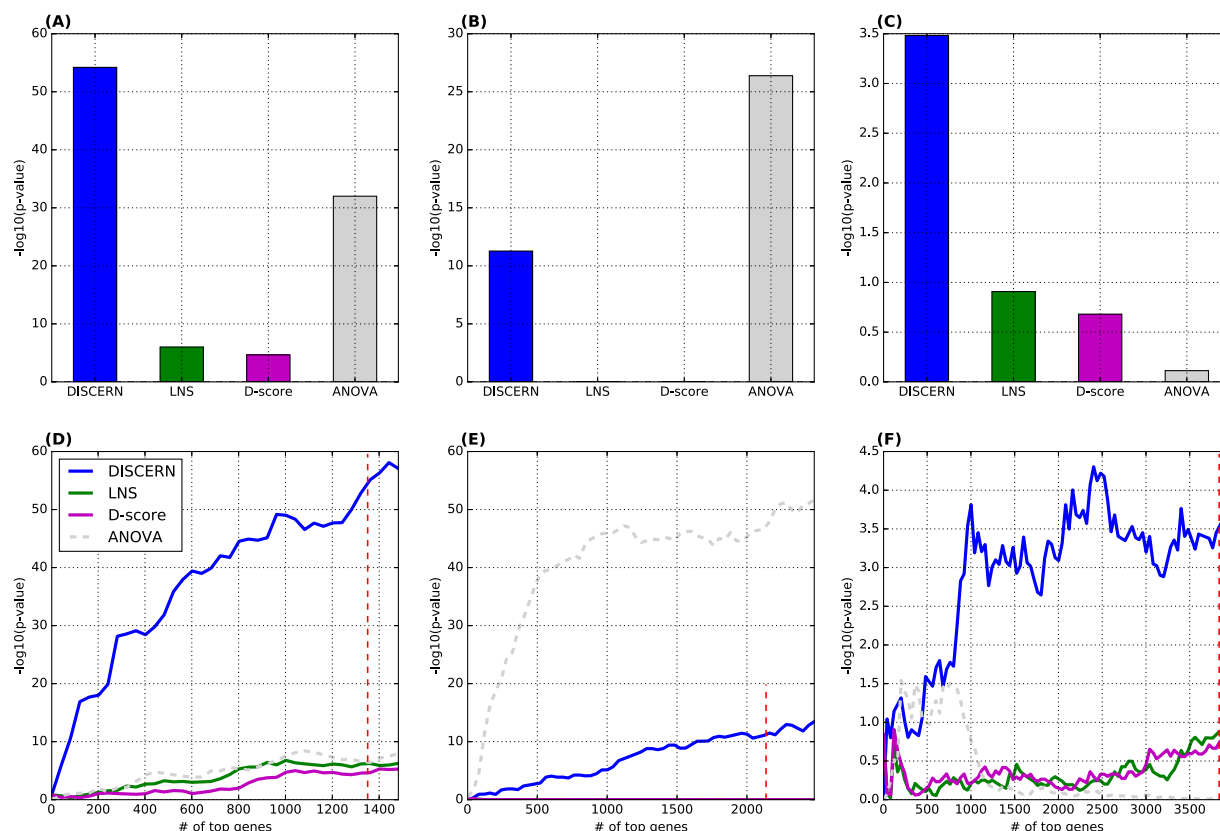 (A)
-log10(p-value)
60
50
40
30
20
10
0
DISCERN LNS D-score ANOVA
(B)
-log10(p-value)
30
25
20
15
10
5
0
DISCERN LNS D-score ANOVA
(C)
-log10(p-value)
3.5
3.0
2.5
2.0
1.5
1.0
0.5
0.0
DISCERN LNS D-score ANOVA
(D)
-log10(p-value)
60
50
40
30
20
10
0
DISCERN
LNS
D-score
ANOVA
0 200 400 600 800 1000 1200 1400
# of top genes
(E)
-log10(p-value)
60
50
40
30
20
10
0
0 500 1000 1500 2000
# of top genes
(F)
-log10(p-value)
4.5
4.0
3.5
3.0
2.5
2.0
1.5
1.0
0.5
0.0
0 500 1000 1500 2000 2500 3000 3500
# of top genes